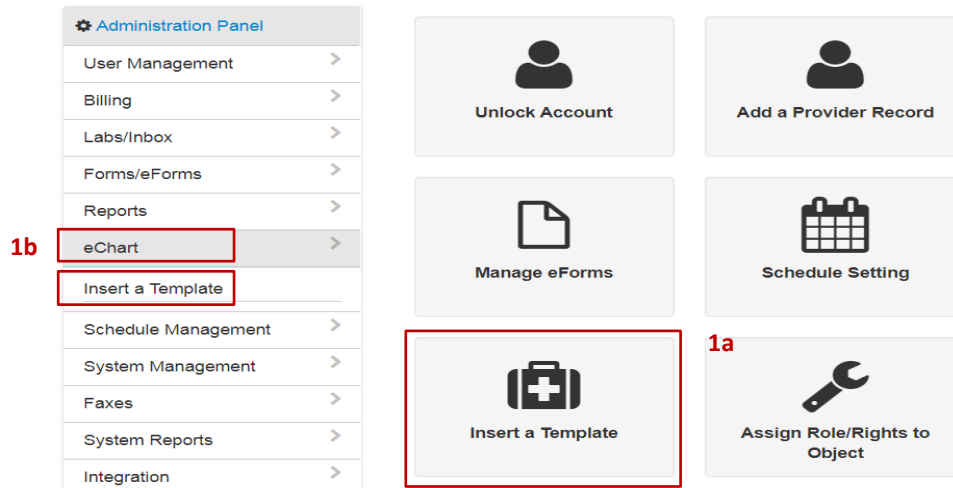 Administration Panel
User Management
Billing
Labs/Inbox
Forms/eForms
Reports
1b
eChart
Insert a Template
Schedule Management
System Management
Faxes
System Reports
Integration
Unlock Account
Add a Provider Record
Manage eForms
Schedule Setting
1a
Insert a Template
Assign Role/Rights to
Object